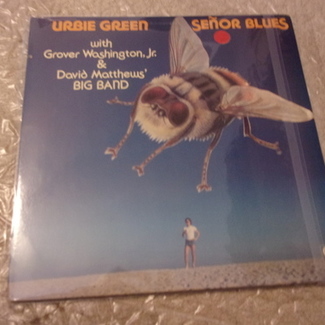 URBIE GREEN SEÑOR BLUES
with
Grover Washington, Jr.
&
David Matthews'
BIG BAND